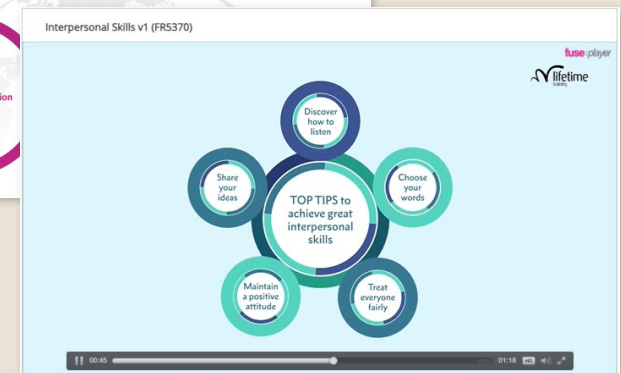 Interpersonal Skills v1 (FR5370)
fuse:player
lifetime
training
Discover
how to
listen
Share
your
ideas
Choose
your
words
TOP TIPS to
achieve great
interpersonal
skills
Maintain
a positive
attitude
Treat
everyone
fairly
00:45
01:18
HD